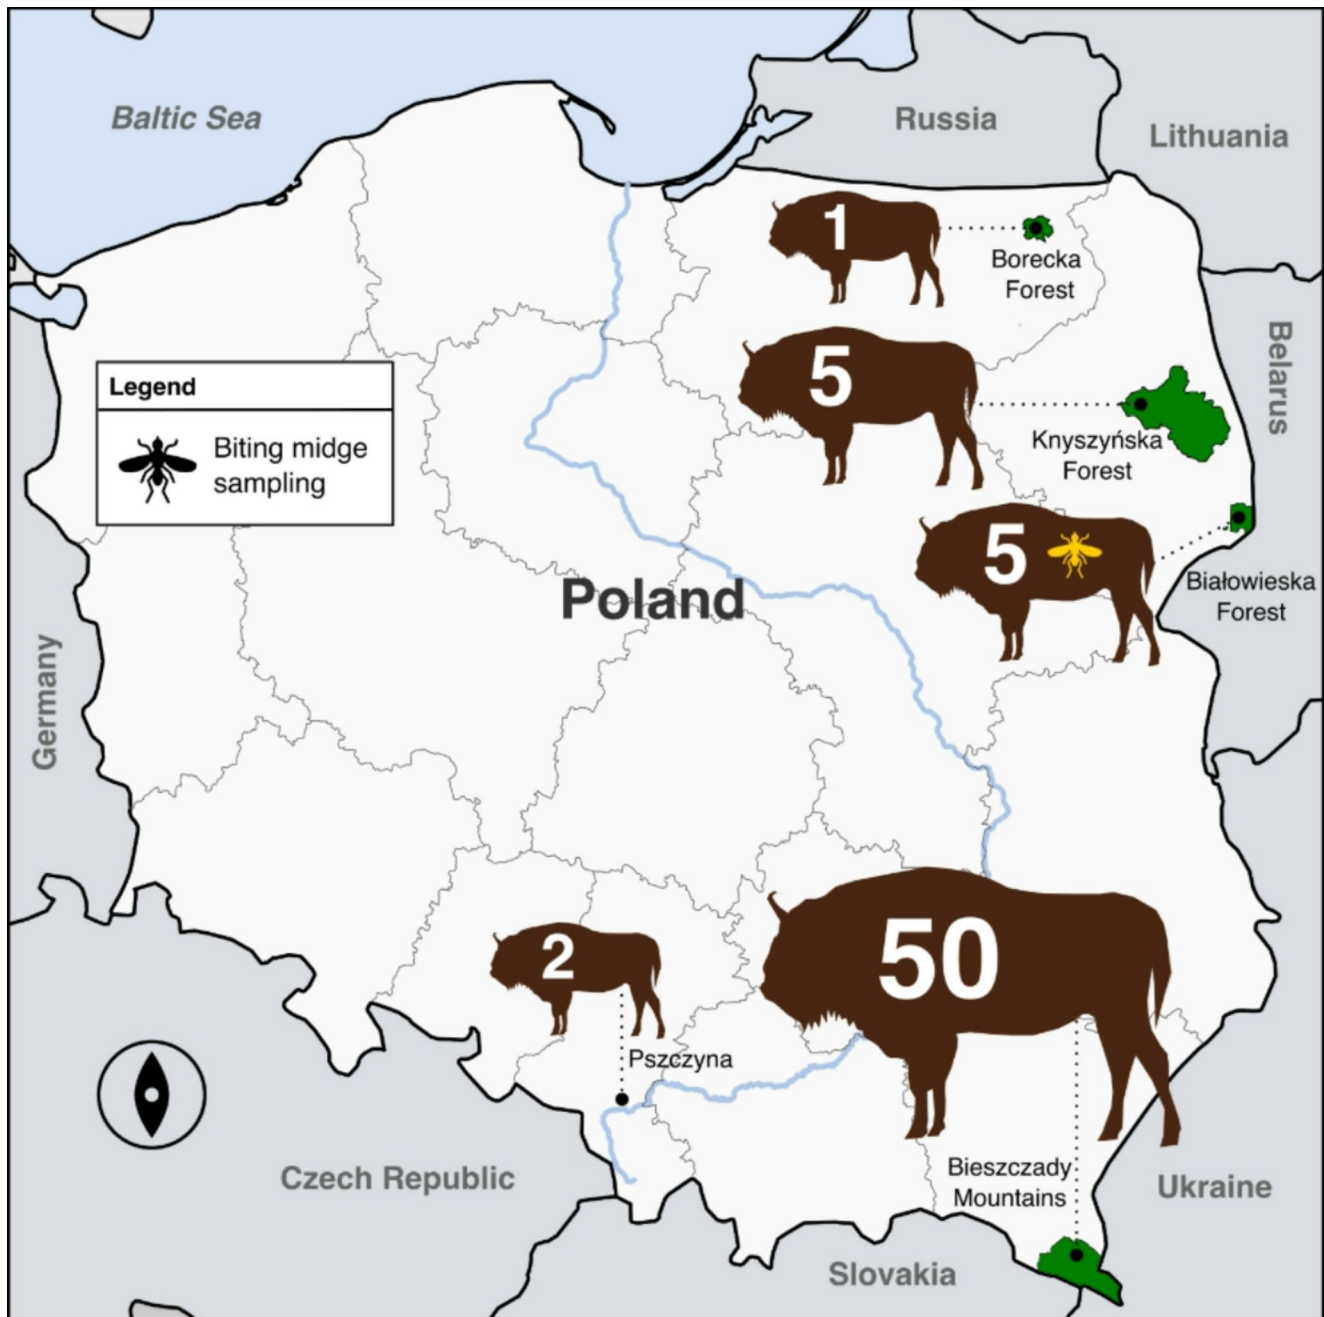 Baltic Sea
Russia
Lithuania
1
Borecka
Forest
5
Belarus
Legend
Biting midge
sampling
Knyszyńska
Forest
5
Białowieska
Forest
Poland
Germany
50
2
Pszczyna
Czech Republic
Bieszczady
Mountains
Ukraine
Slovakia